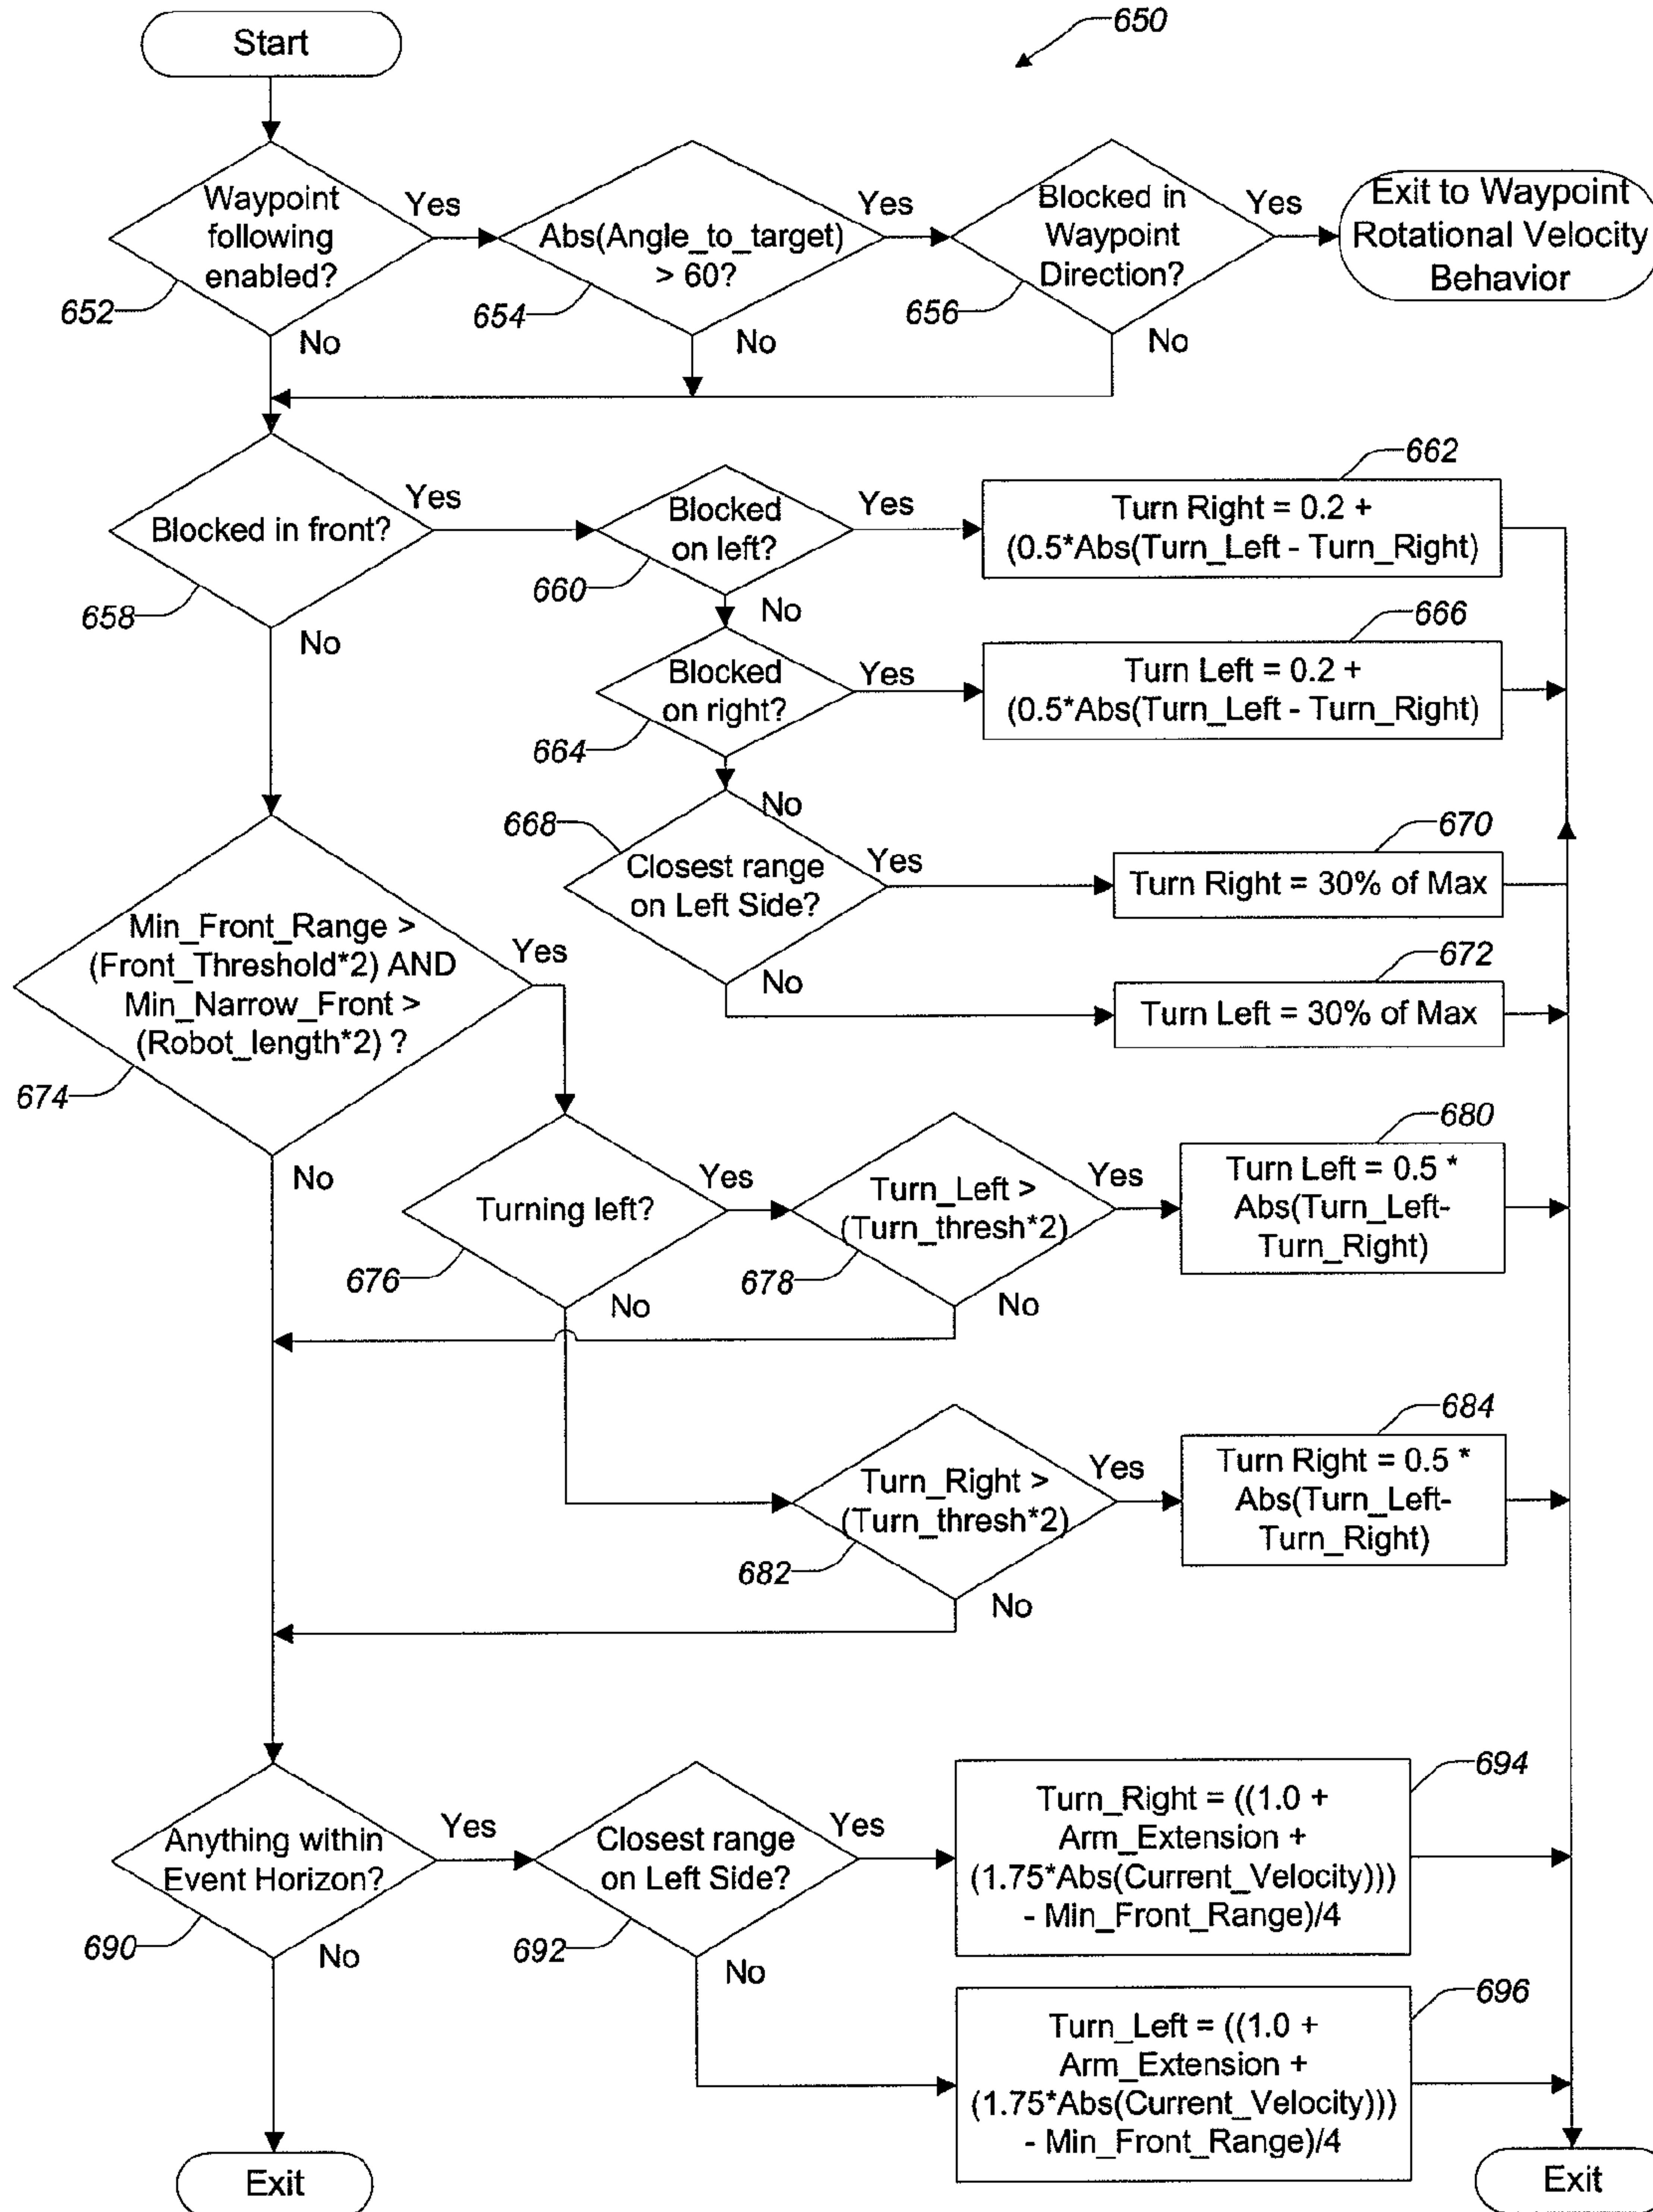 Start
650
Waypoint
following
enabled?
Yes
652
No
Abs(Angle_to_target)
> 60?
Yes
654
No
Blocked in
Waypoint
Direction?
Yes
656
No
Exit to Waypoint
Rotational Velocity
Behavior
Blocked in front?
Yes
658
No
Blocked
on left?
Yes
660
No
662
Turn Right = 0.2 +
(0.5*Abs(Turn_Left - Turn_Right)
Blocked
on right?
Yes
664
No
666
Turn Left = 0.2 +
(0.5*Abs(Turn_Left - Turn_Right)
668
Closest range
on Left Side?
Yes
No
670
Turn Right = 30% of Max
672
Turn Left = 30% of Max
Min_Front_Range >
(Front_Threshold*2) AND
Min_Narrow_Front >
(Robot_length*2) ?
Yes
674
No
Turning left?
Yes
676
No
Turn_Left >
(Turn_thresh*2)
Yes
678
No
680
Turn Left = 0.5 *
Abs(Turn_Left-
Turn_Right)
Turn_Right >
(Turn_thresh*2)
Yes
682
No
684
Turn Right = 0.5 *
Abs(Turn_Left-
Turn_Right)
Anything within
Event Horizon?
Yes
690
No
Closest range
on Left Side?
Yes
692
No
694
Turn_Right = ((1.0 +
Arm_Extension +
(1.75*Abs(Current_Velocity)))
- Min_Front_Range)/4
696
Turn_Left = ((1.0 +
Arm_Extension +
(1.75*Abs(Current_Velocity)))
- Min_Front_Range)/4
Exit
Exit